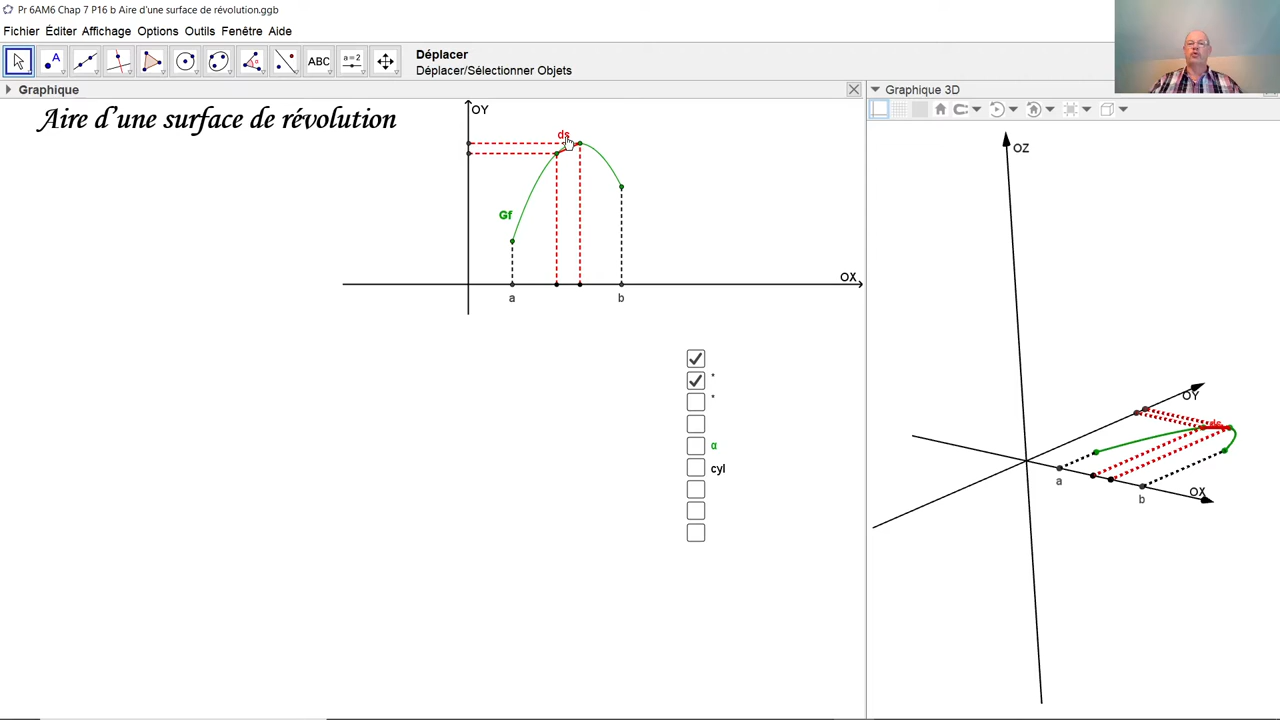 Pr 6AM6 Chap 7 P16 b Aire d'une surface de révolution.ggb
Fichier Éditer Affichage Options Outils Fenêtre Aide
A
ABC
a=2
Déplacer
Déplacer/Sélectionner Objets
Graphique
Graphique 3D
Aire d'une surface de révolution
OY
ds
Gf
OX
a
b
*
*
α
cyl
OZ
OY
ds
a
OX
b